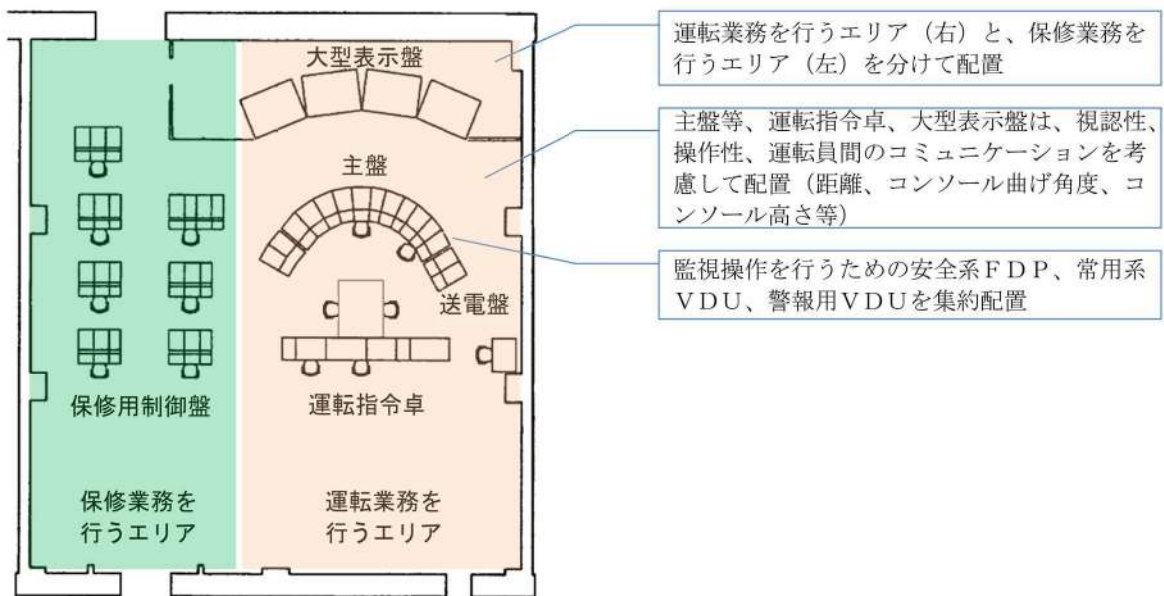 大型表示盤
主盤
送電盤
保修用制御盤
運転指令卓
保修業務を
行うエリア
運転業務を
行うエリア
運転業務を行うエリア（右）と、保修業務を
行うエリア（左）を分けて配置
主盤等、運転指令卓、大型表示盤は、視認性、
操作性、運転員間のコミュニケーションを考
慮して配置（距離、コンソール曲げ角度、コ
ンソール高さ等）
監視操作を行うための安全系ＦＤＰ、常用系
ＶＤＵ、警報用ＶＤＵを集約配置